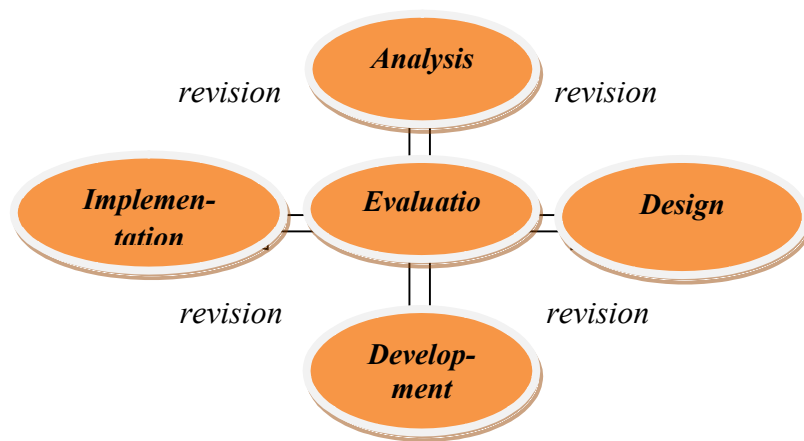 Analysis
revision
revision
Implemen-
tation
Evaluatio
Design
revision
revision
Develop-
ment